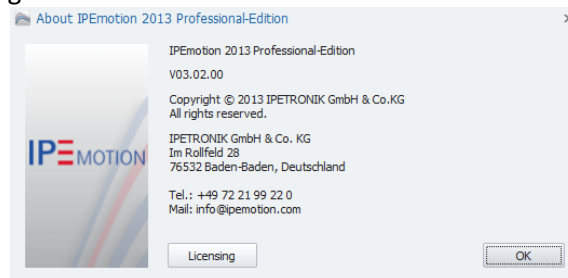 About IPEmotion 2013 Professional-Edition
IPEmotion 2013 Professional-Edition
V03.02.00
Copyright © 2013 IPETRONIK GmbH & Co.KG
All rights reserved.
IPETRONIK GmbH & Co. KG
Im Rollfeld 28
76532 Baden-Baden, Deutschland
IPEMOTION
Tel.: +49 72 21 99 22 0
Mail: info@ipemotion.com
Licensing
OK